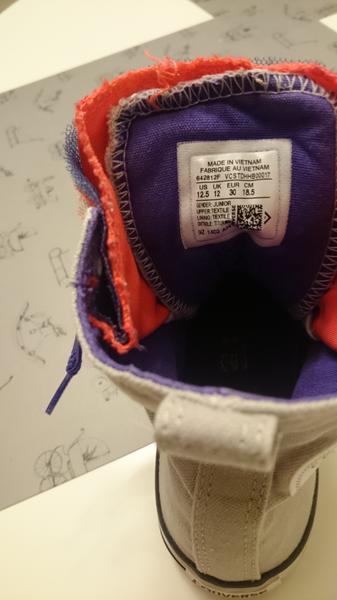 MADE IN VIETNAM
FABRIQUE AU VIETNAM
642812F VCSTDHHB00017
US UK EUR CM
12.5 12 30 18.5
GENDER: JUNIOR
UPPER: TEXTILE
LINING: TEXTILE